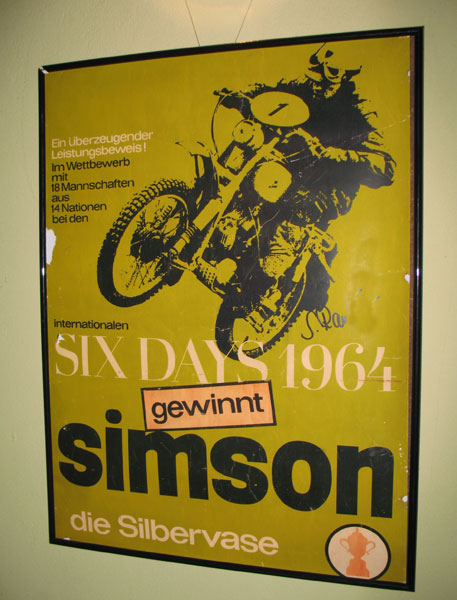 Ein überzeugender
Leistungsbeweis!
Im Wettbewerb
mit
18 Mannschaften
aus
14 Nationen
bei den
1
internationalen
SIX DAYS 1964
gewinnt
simson
die Silbervase